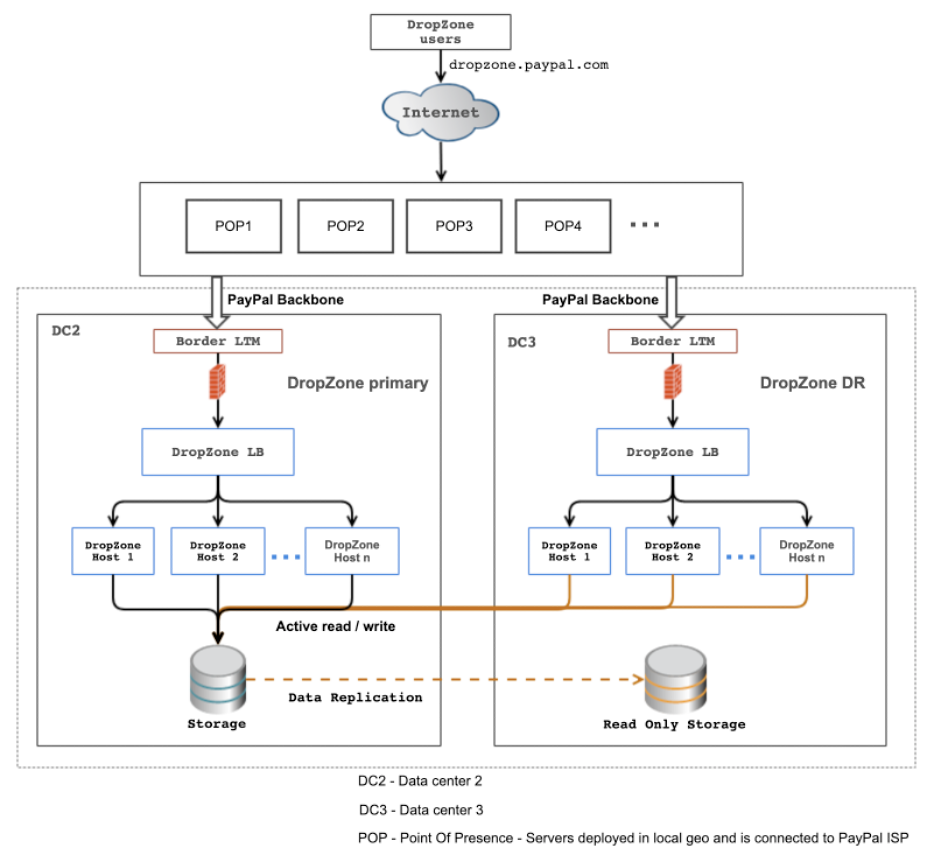 DropZone
users
dropzone.paypal.com
Internet
POP1 POP2 POP3 POP4 ...
PayPal Backbone PayPal Backbone
DC2
Border LTM
DropZone primary
DropZone LB
DropZone
Host 1
DropZone
Host 2
...
DropZone
Host n
DC3
Border LTM
DropZone DR
DropZone LB
DropZone
Host 1
DropZone
Host 2
...
DropZone
Host n
Active read / write
Data Replication
Storage
Read Only Storage
DC2 - Data center 2
DC3 - Data center 3
POP - Point Of Presence - Servers deployed in local geo and is connected to PayPal ISP